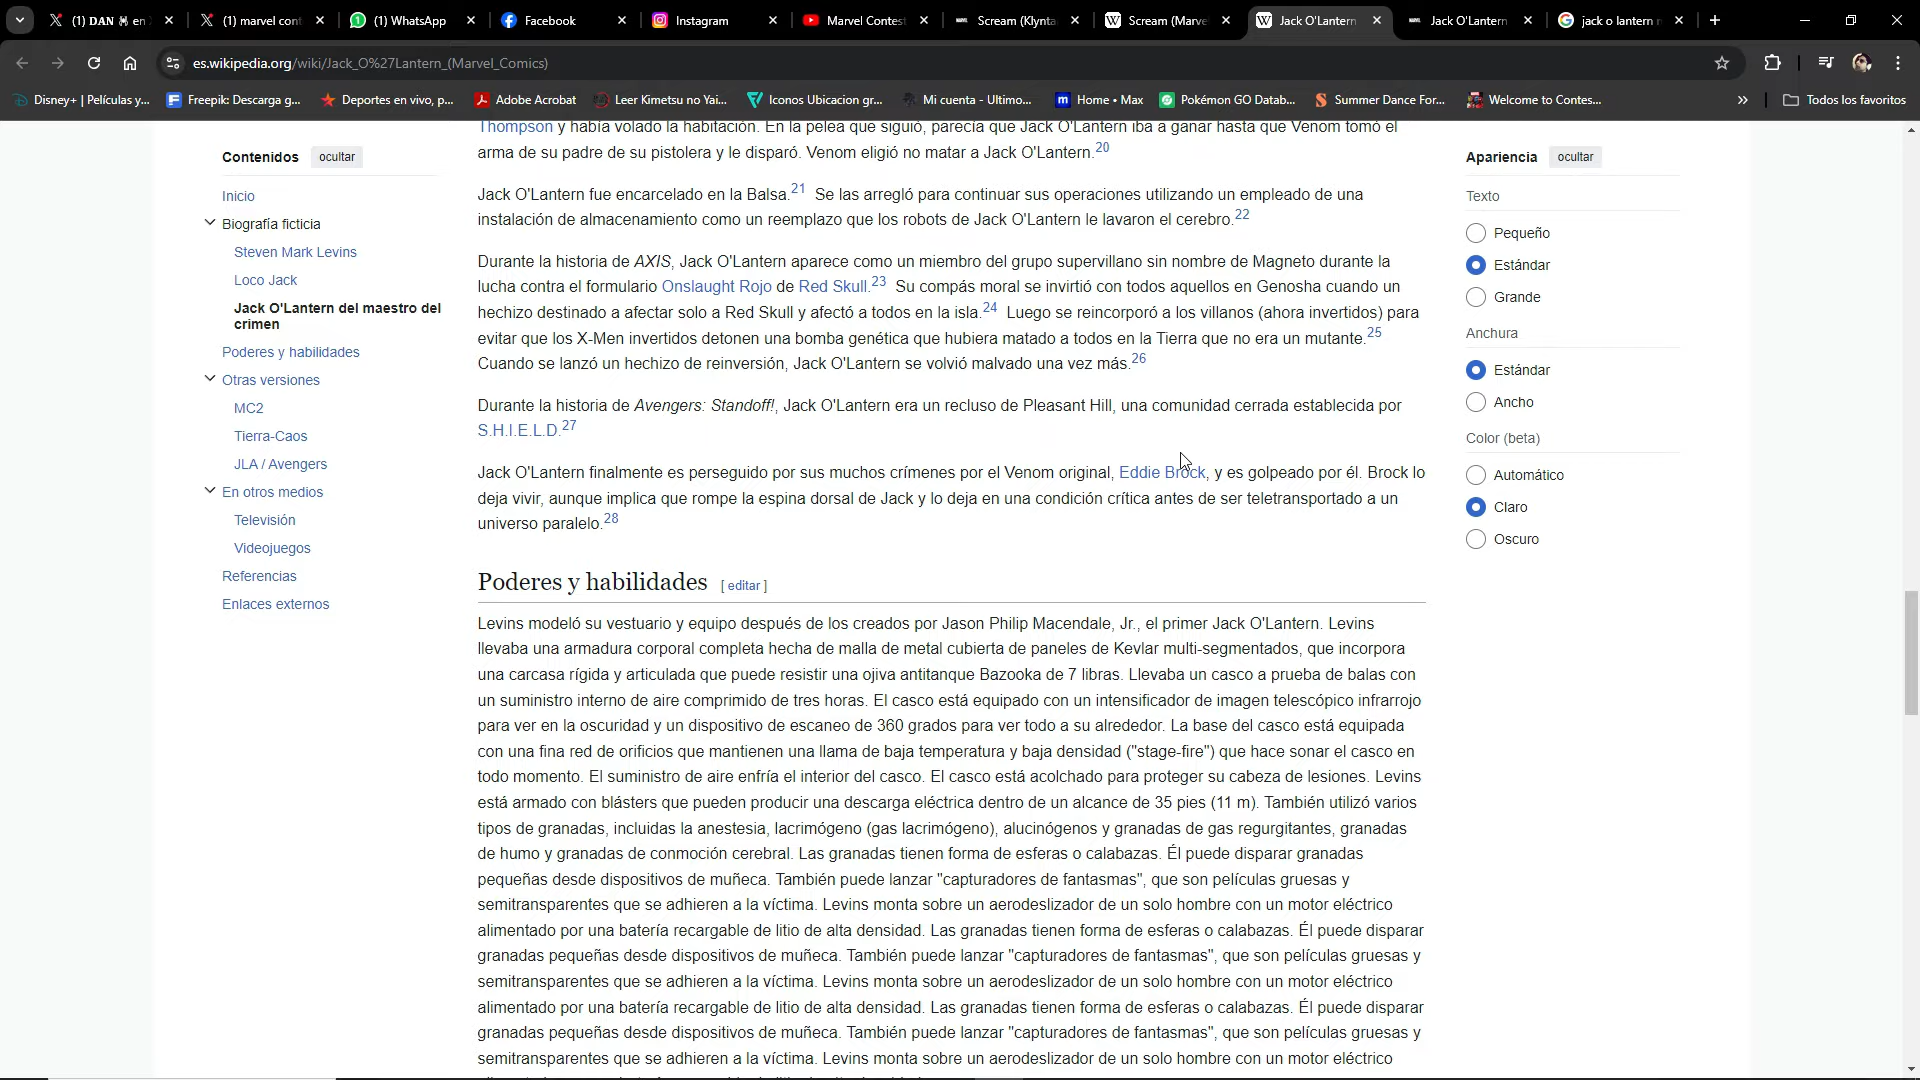 (1) DAN en
(1) marvel cont
(1) WhatsApp
Facebook
Instagram
Marvel Contest
Scream (Klynta
Scream (Marve
Jack O'Lantern
Jack O'Lantern
jack o lantern
es.wikipedia.org/wiki/Jack_O%27Lantern_(Marvel_Comics)
Disney+ | Películas y...
Freepik: Descarga g...
Deportes en vivo, p...
Adobe Acrobat
Leer Kimetsu no Yai...
Iconos Ubicacion gr...
Mi cuenta - Ultimo...
Home • Max
Pokémon GO Datab...
Summer Dance For...
Welcome to Contes...
Todos los favoritos
Contenidos
ocultar
Inicio
Biografía ficticia
Steven Mark Levins
Loco Jack
Jack O'Lantern del maestro del
crimen
Poderes y habilidades
Otras versiones
MC2
Tierra-Caos
JLA / Avengers
En otros medios
Televisión
Videojuegos
Referencias
Enlaces externos
Thompson y había volado la habitación. En la pelea que siguió, parecía que Jack O'Lantern iba a ganar hasta que Venom tomó el
arma de su padre de su pistolera y le disparó. Venom eligió no matar a Jack O'Lantern.20
Jack O'Lantern fue encarcelado en la Balsa.21 Se las arregló para continuar sus operaciones utilizando un empleado de una
instalación de almacenamiento como un reemplazo que los robots de Jack O'Lantern le lavaron el cerebro.22
Durante la historia de AXIS, Jack O'Lantern aparece como un miembro del grupo supervillano sin nombre de Magneto durante la
lucha contra el formulario Onslaught Rojo de Red Skull.23 Su compás moral se invirtió con todos aquellos en Genosha cuando un
hechizo destinado a afectar solo a Red Skull y afectó a todos en la isla.24 Luego se reincorporó a los villanos (ahora invertidos) para
evitar que los X-Men invertidos detonen una bomba genética que hubiera matado a todos en la Tierra que no era un mutante.25
Cuando se lanzó un hechizo de reinversión, Jack O'Lantern se volvió malvado una vez más.26
Durante la historia de Avengers: Standoff!, Jack O'Lantern era un recluso de Pleasant Hill, una comunidad cerrada establecida por
S.H.I.E.L.D.27
Jack O'Lantern finalmente es perseguido por sus muchos crímenes por el Venom original, Eddie Brock, y es golpeado por él. Brock lo
deja vivir, aunque implica que rompe la espina dorsal de Jack y lo deja en una condición crítica antes de ser teletransportado a un
universo paralelo.28
Poderes y habilidades [ editar ]
Levins modeló su vestuario y equipo después de los creados por Jason Philip Macendale, Jr., el primer Jack O'Lantern. Levins
llevaba una armadura corporal completa hecha de malla de metal cubierta de paneles de Kevlar multi-segmentados, que incorpora
una carcasa rígida y articulada que puede resistir una ojiva antitanque Bazooka de 7 libras. Llevaba un casco a prueba de balas con
un suministro interno de aire comprimido de tres horas. El casco está equipado con un intensificador de imagen telescópico infrarrojo
para ver en la oscuridad y un dispositivo de escaneo de 360 grados para ver todo a su alrededor. La base del casco está equipada
con una fina red de orificios que mantienen una llama de baja temperatura y baja densidad ("stage-fire") que hace sonar el casco en
todo momento. El suministro de aire enfría el interior del casco. El casco está acolchado para proteger su cabeza de lesiones. Levins
está armado con blásters que pueden producir una descarga eléctrica dentro de un alcance de 35 pies (11 m). También utilizó varios
tipos de granadas, incluidas la anestesia, lacrimógeno (gas lacrimógeno), alucinógenos y granadas de gas regurgitantes, granadas
de humo y granadas de conmoción cerebral. Las granadas tienen forma de esferas o calabazas. Él puede disparar granadas
pequeñas desde dispositivos de muñeca. También puede lanzar "capturadores de fantasmas", que son películas gruesas y
semitransparentes que se adhieren a la víctima. Levins monta sobre un aerodeslizador de un solo hombre con un motor eléctrico
alimentado por una batería recargable de litio de alta densidad. Las granadas tienen forma de esferas o calabazas. Él puede disparar
granadas pequeñas desde dispositivos de muñeca. También puede lanzar "capturadores de fantasmas", que son películas gruesas y
semitransparentes que se adhieren a la víctima. Levins monta sobre un aerodeslizador de un solo hombre con un motor eléctrico
alimentado por una batería recargable de litio de alta densidad. Las granadas tienen forma de esferas o calabazas. Él puede disparar
granadas pequeñas desde dispositivos de muñeca. También puede lanzar "capturadores de fantasmas", que son películas gruesas y
semitransparentes que se adhieren a la víctima. Levins monta sobre un aerodeslizador de un solo hombre con un motor eléctrico
Apariencia
ocultar
Texto
Pequeño
Estándar
Grande
Anchura
Estándar
Ancho
Color (beta)
Automático
Claro
Oscuro